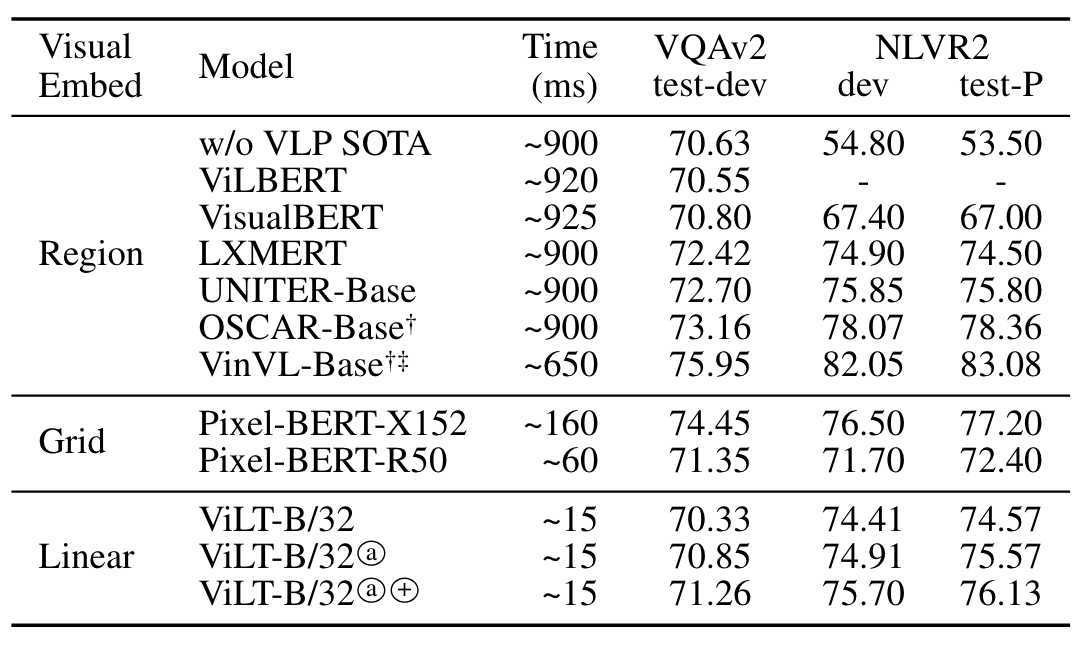 Visual Embed Model Time (ms) VQAv2 test-dev NLVR2 dev test-P
Region
w/o VLP SOTA ~900 70.63 54.80 53.50
ViLBERT ~920 70.55 - -
VisualBERT ~925 70.80 67.40 67.00
LXMERT ~900 72.42 74.90 74.50
UNITER-Base ~900 72.70 75.85 75.80
OSCAR-Base† ~900 73.16 78.07 78.36
VinVL-Base†‡ ~650 75.95 82.05 83.08
Grid
Pixel-BERT-X152 ~160 74.45 76.50 77.20
Pixel-BERT-R50 ~60 71.35 71.70 72.40
Linear
ViLT-B/32 ~15 70.33 74.41 74.57
ViLT-B/32ⓐ ~15 70.85 74.91 75.57
ViLT-B/32ⓐ⊕ ~15 71.26 75.70 76.13